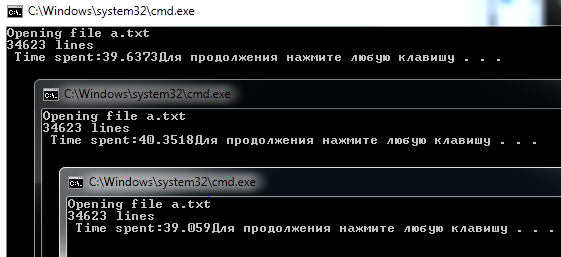 C:\Windows\system32\cmd.exe
Opening file a.txt
34623 lines
Time spent:39.6373Для продолжения нажмите любую клавишу . . .
C:\Windows\system32\cmd.exe
Opening file a.txt
34623 lines
Time spent:40.3518Для продолжения нажмите любую клавишу . . .
C:\Windows\system32\cmd.exe
Opening file a.txt
34623 lines
Time spent:39.059Для продолжения нажмите любую клавишу . . .